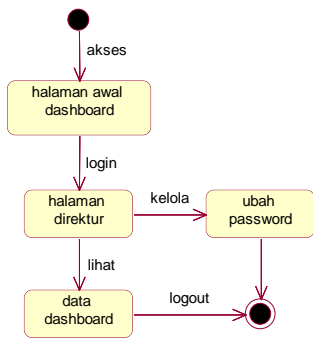 akses
halaman awal
dashboard
login
halaman
direktur
kelola
ubah
password
lihat
data
dashboard
logout